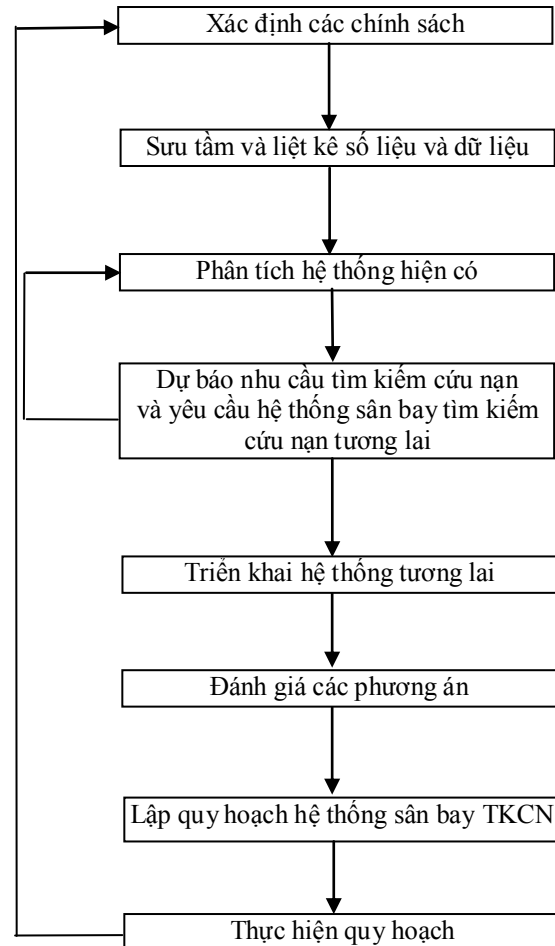 Xác định các chính sách
Sưu tầm và liệt kê số liệu và dữ liệu
Phân tích hệ thống hiện có
Dự báo nhu cầu tìm kiếm cứu nạn
và yêu cầu hệ thống sân bay tìm kiếm
cứu nạn tương lai
Triển khai hệ thống tương lai
Đánh giá các phương án
Lập quy hoạch hệ thống sân bay TKCN
Thực hiện quy hoạch